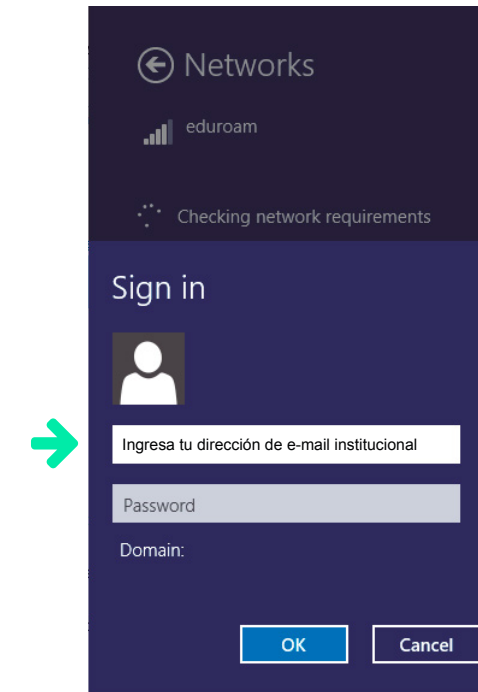 Networks
eduroam
Checking network requirements
Sign in
Ingresa tu dirección de e-mail institucional
Password
Domain:
OK Cancel